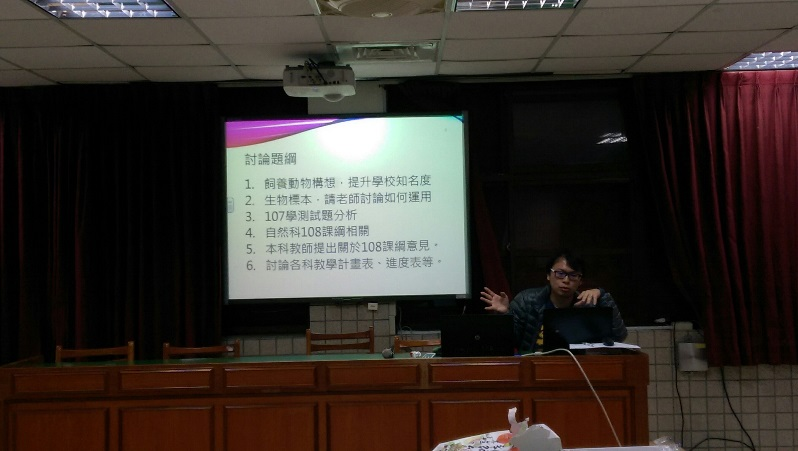 討論題綱
1. 飼養動物構想，提升學校知名度
2. 生物標本，請老師討論如何運用
3. 107學測試題分析
4. 自然科108課綱相關
5. 本科教師提出關於108課綱意見。
6. 討論各科教學計畫表、進度表等。